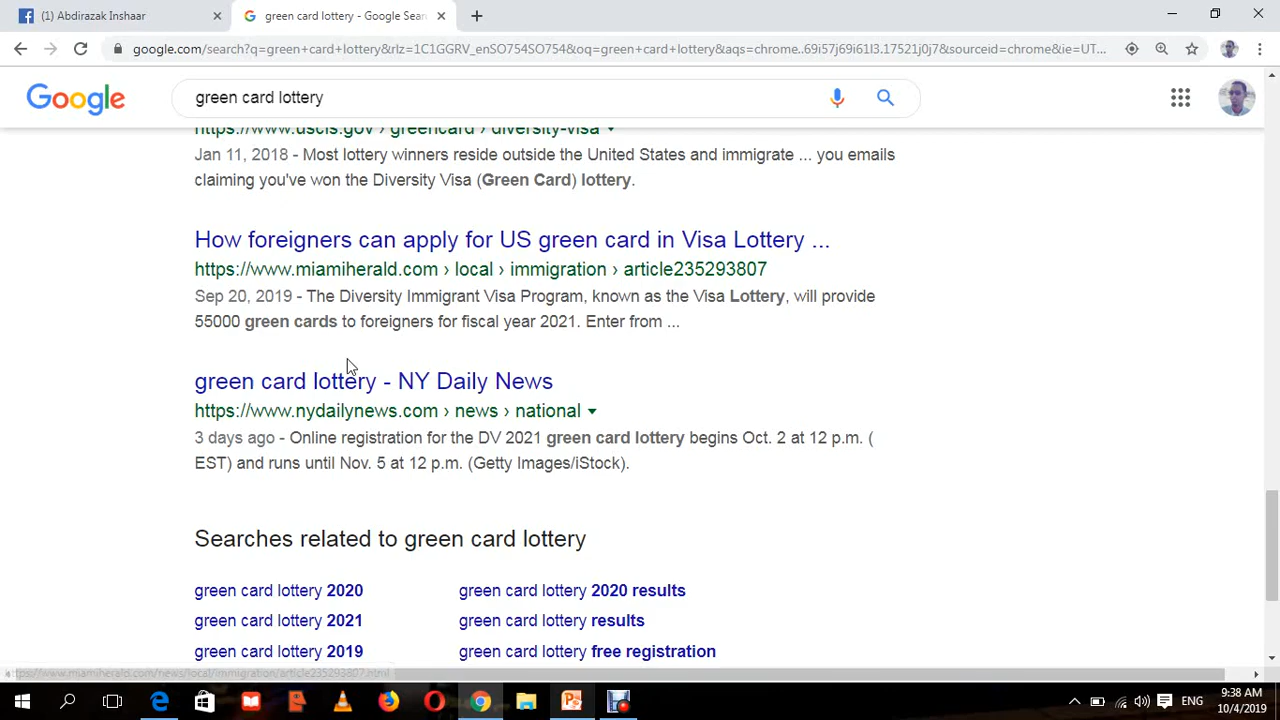 (1) Abdirazak Inshaar
green card lottery - Google Sear
google.com/search?q=green+card+lottery&rlz=1C1GGRV_enSO754SO754&oq=green+card+lottery&aqs=chrome..69i57j69i61l3.17521j0j7&sourceid=chrome&ie=UT...
Google
green card lottery
https://www.uscis.gov › greencard › diversity-visa
Jan 11, 2018 - Most lottery winners reside outside the United States and immigrate ... you emails
claiming you've won the Diversity Visa (Green Card) lottery.
How foreigners can apply for US green card in Visa Lottery ...
https://www.miamiherald.com › local › immigration › article235293807
Sep 20, 2019 - The Diversity Immigrant Visa Program, known as the Visa Lottery, will provide
55000 green cards to foreigners for fiscal year 2021. Enter from ...
green card lottery - NY Daily News
https://www.nydailynews.com › news › national
3 days ago - Online registration for the DV 2021 green card lottery begins Oct. 2 at 12 p.m. (
EST) and runs until Nov. 5 at 12 p.m. (Getty Images/iStock).
Searches related to green card lottery
green card lottery 2020
green card lottery 2020 results
green card lottery 2021
green card lottery results
green card lottery 2019
green card lottery free registration
https://www.miamiherald.com/news/local/immigration/article235293807.html
ENG
9:38 AM
10/4/2019